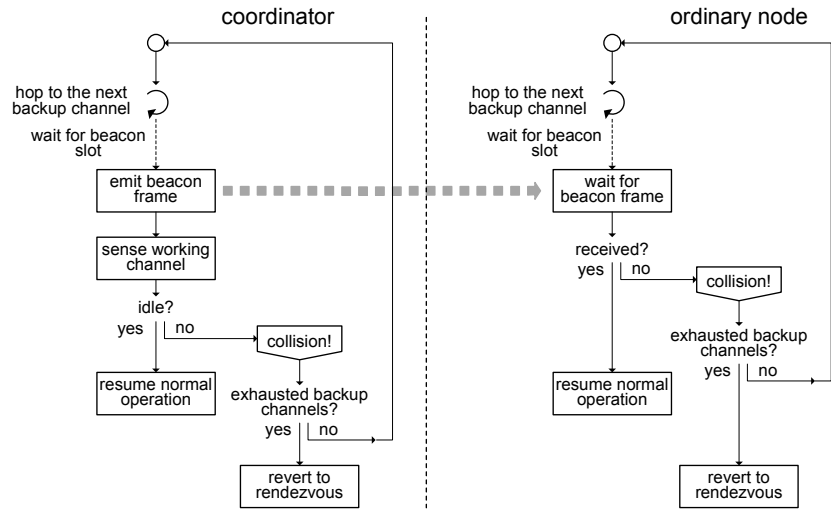 coordinator
hop to the next
backup channel
wait for beacon
slot
emit beacon
frame
sense working
channel
idle?
yes no
collision!
resume normal
operation
exhausted backup
channels?
yes no
revert to
rendezvous
ordinary node
hop to the next
backup channel
wait for beacon
slot
wait for
beacon frame
received?
yes no
collision!
exhausted backup
channels?
yes no
resume normal
operation
revert to
rendezvous